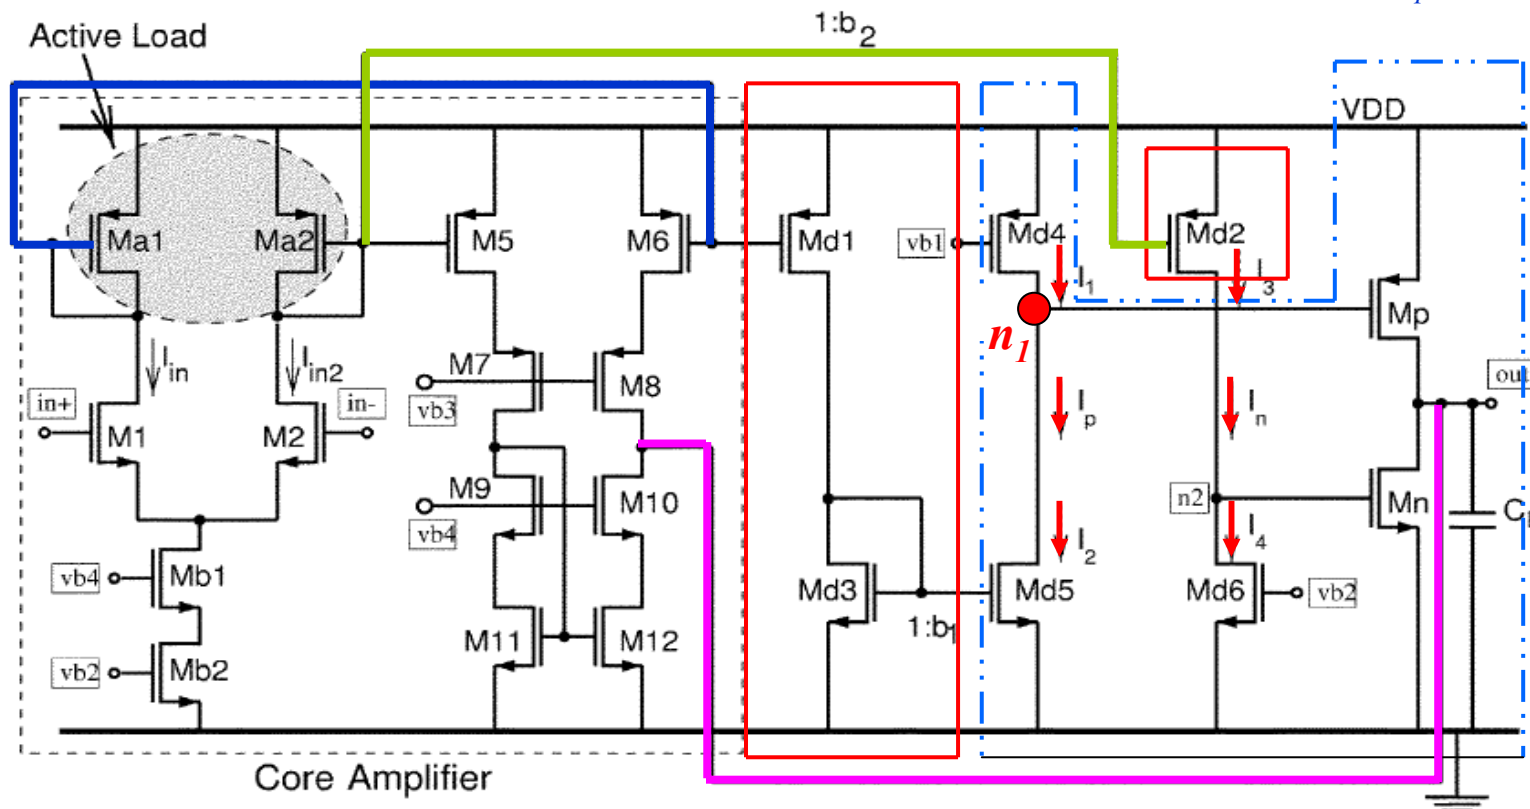 p
1:b2
Active Load
VDD
Ma1
Ma2
M5
M6
Md1
vb1
Md4
Md2
I1
I3
Mp
n1
Iin
Iin2
M7
M8
vb3
in+
in-
M1
M2
Ip
In
out
M9
M10
vb4
n2
Mn
I2
I4
vb4
Mb1
Md3
Md5
Md6
vb2
M11
M12
1:b1
vb2
Mb2
Core Amplifier